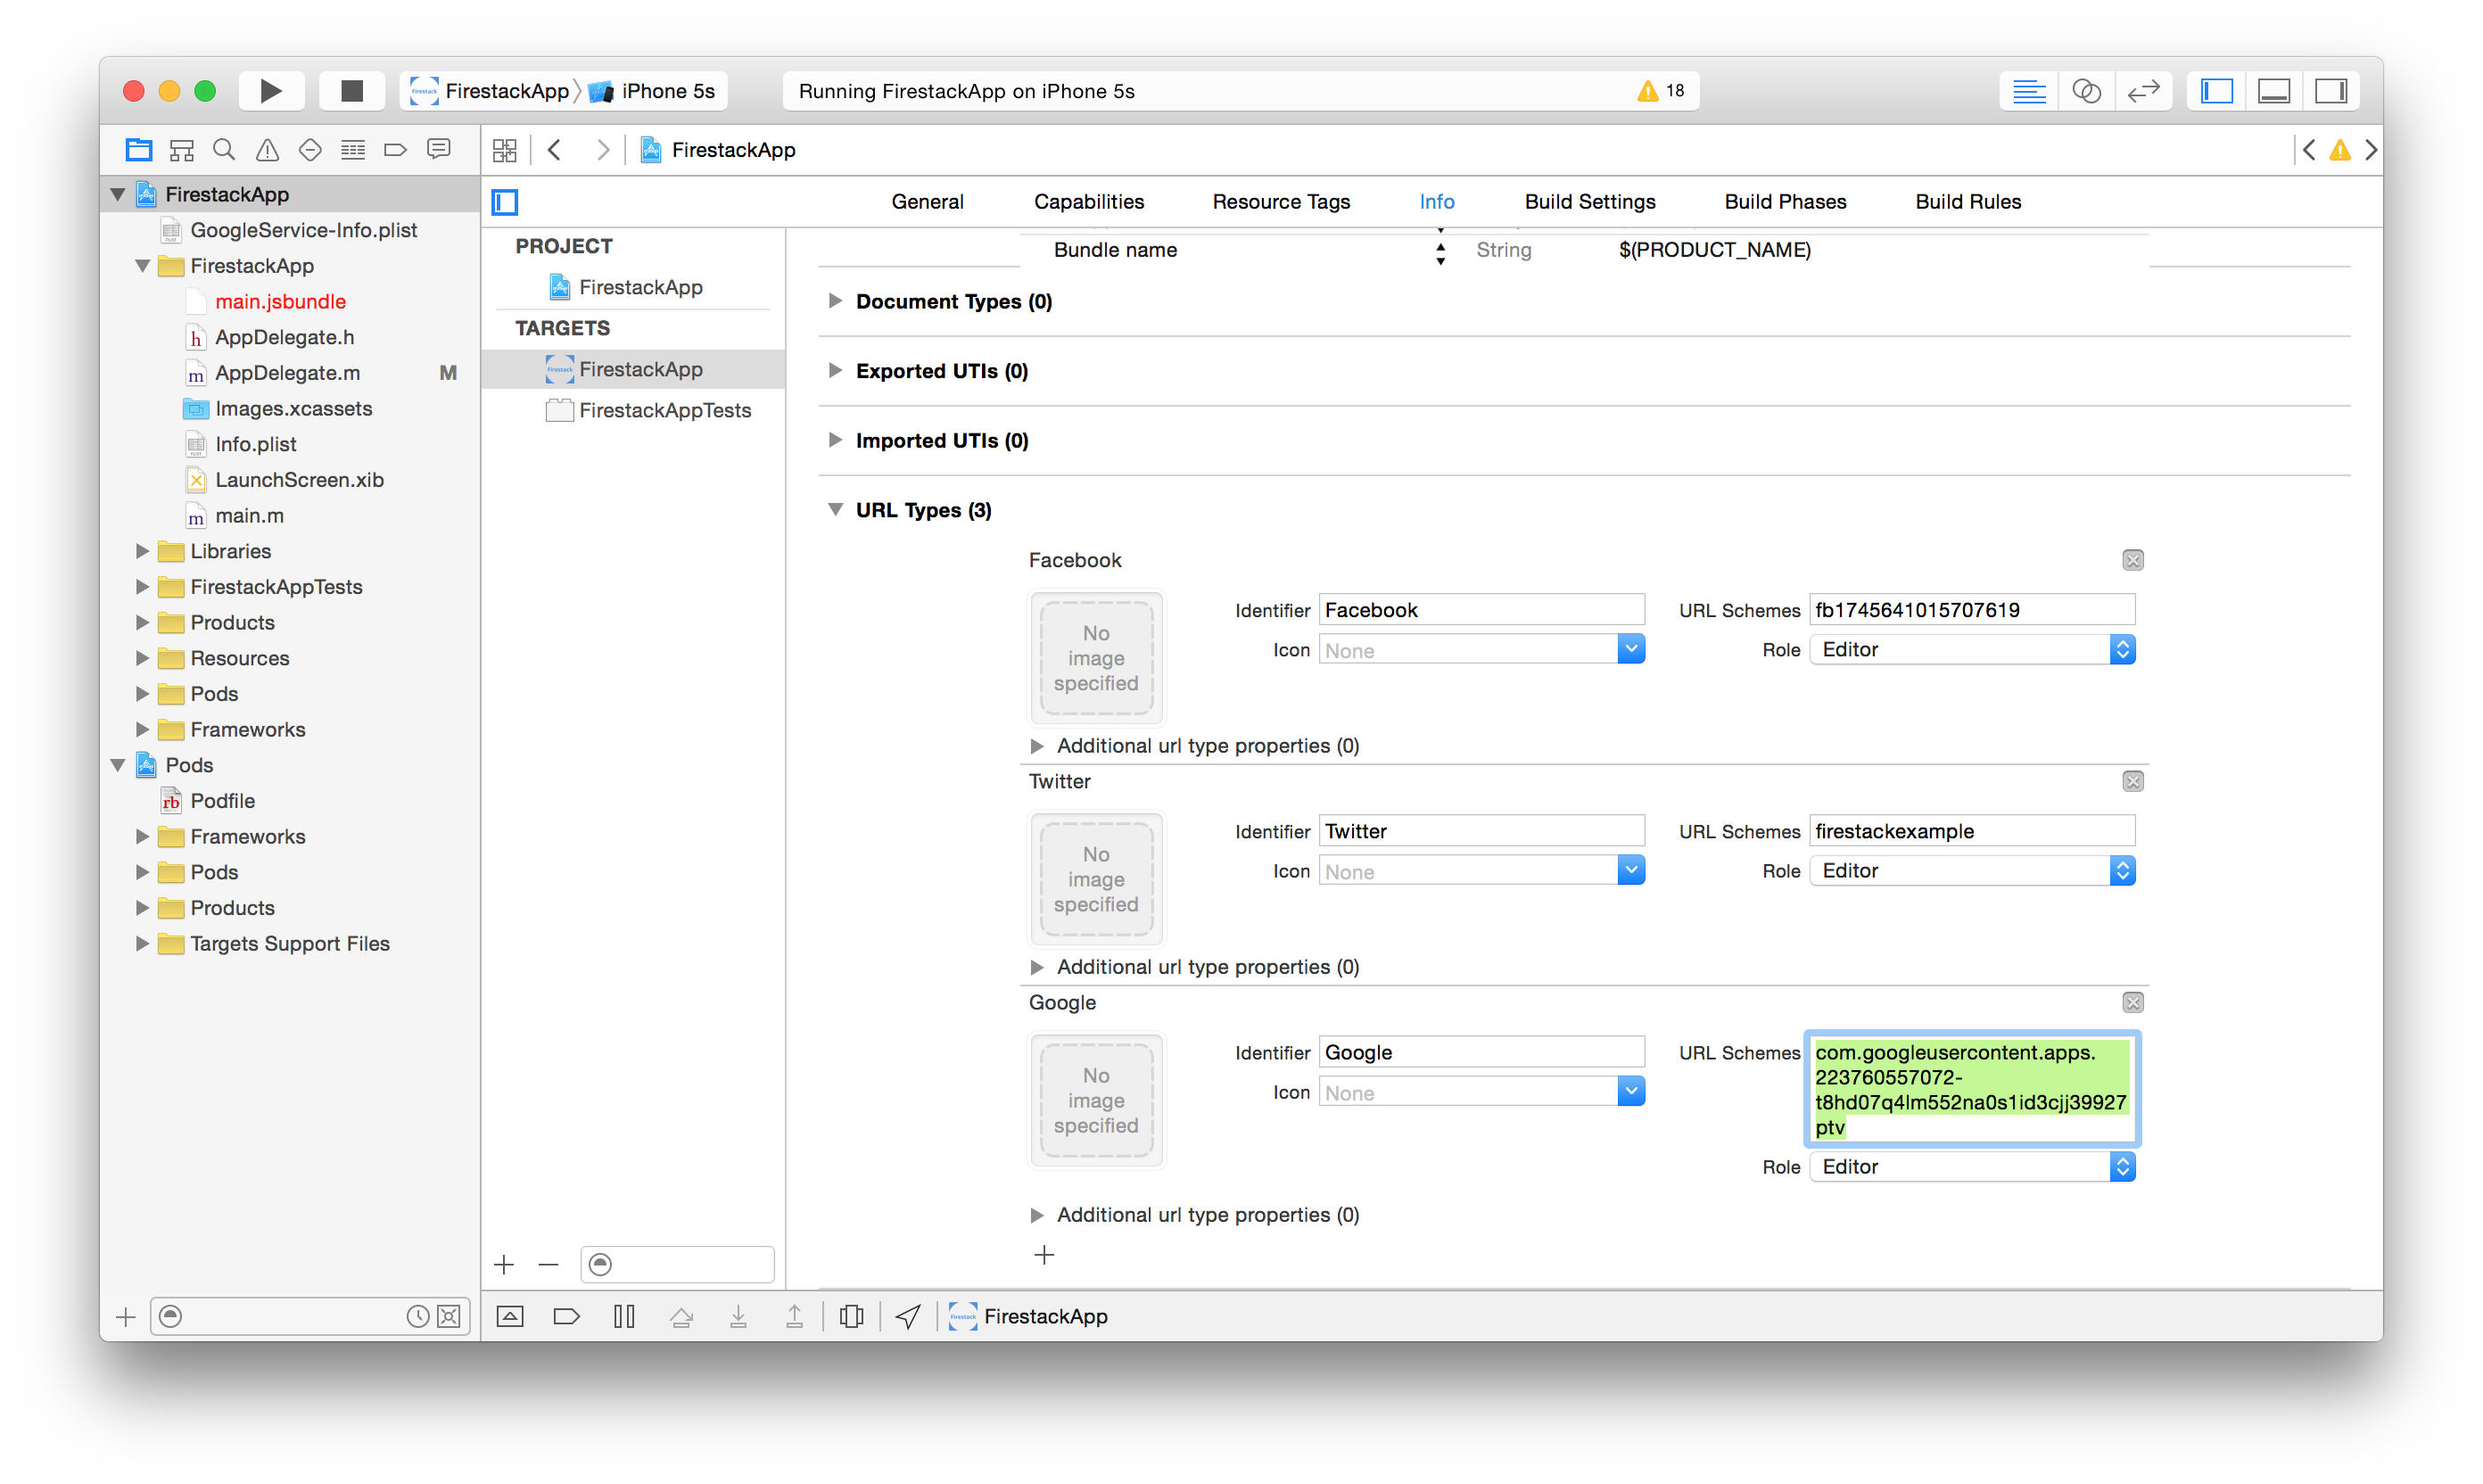 FirestackApp
iPhone 5s
Running FirestackApp on iPhone 5s
18
FirestackApp
FirestackApp
GoogleService-Info.plist
FirestackApp
main.jsbundle
AppDelegate.h
AppDelegate.m
M
Images.xcassets
Info.plist
LaunchScreen.xib
main.m
Libraries
FirestackAppTests
Products
Resources
Pods
Frameworks
Pods
Podfile
Frameworks
Pods
Products
Targets Support Files
General
Capabilities
Resource Tags
Info
Build Settings
Build Phases
Build Rules
PROJECT
FirestackApp
TARGETS
Firestack
FirestackApp
FirestackAppTests
Bundle name
String
$(PRODUCT_NAME)
Document Types (0)
Exported UTIs (0)
Imported UTIs (0)
URL Types (3)
Facebook
No
image
specified
Identifier
Facebook
URL Schemes
fb1745641015707619
Icon
None
Role
Editor
Additional url type properties (0)
Twitter
No
image
specified
Identifier
Twitter
URL Schemes
firestackexample
Icon
None
Role
Editor
Additional url type properties (0)
Google
No
image
specified
Identifier
Google
URL Schemes
com.googleusercontent.apps.
223760557072-
t8hd07q4lm552na0s1id3cjj39927
ptv
Icon
None
Role
Editor
Additional url type properties (0)
Firestack
FirestackApp